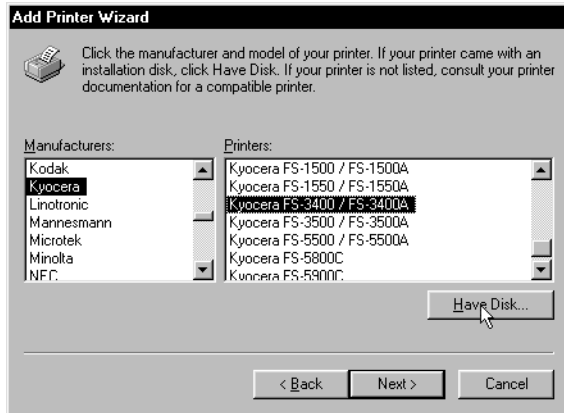 Add Printer Wizard
Click the manufacturer and model of your printer. If your printer came with an
installation disk, click Have Disk. If your printer is not listed, consult your printer
documentation for a compatible printer.
Manufacturers:
Kodak
Kyocera
Linotronic
Mannesmann
Microtek
Minolta
NEC
Printers:
Kyocera FS-1500 / FS-1500A
Kyocera FS-1550 / FS-1550A
Kyocera FS-3400 / FS-3400A
Kyocera FS-3500 / FS-3500A
Kyocera FS-5500 / FS-5500A
Kyocera FS-5800C
Kyocera FS-5900C
Have Disk...
< Back
Next >
Cancel